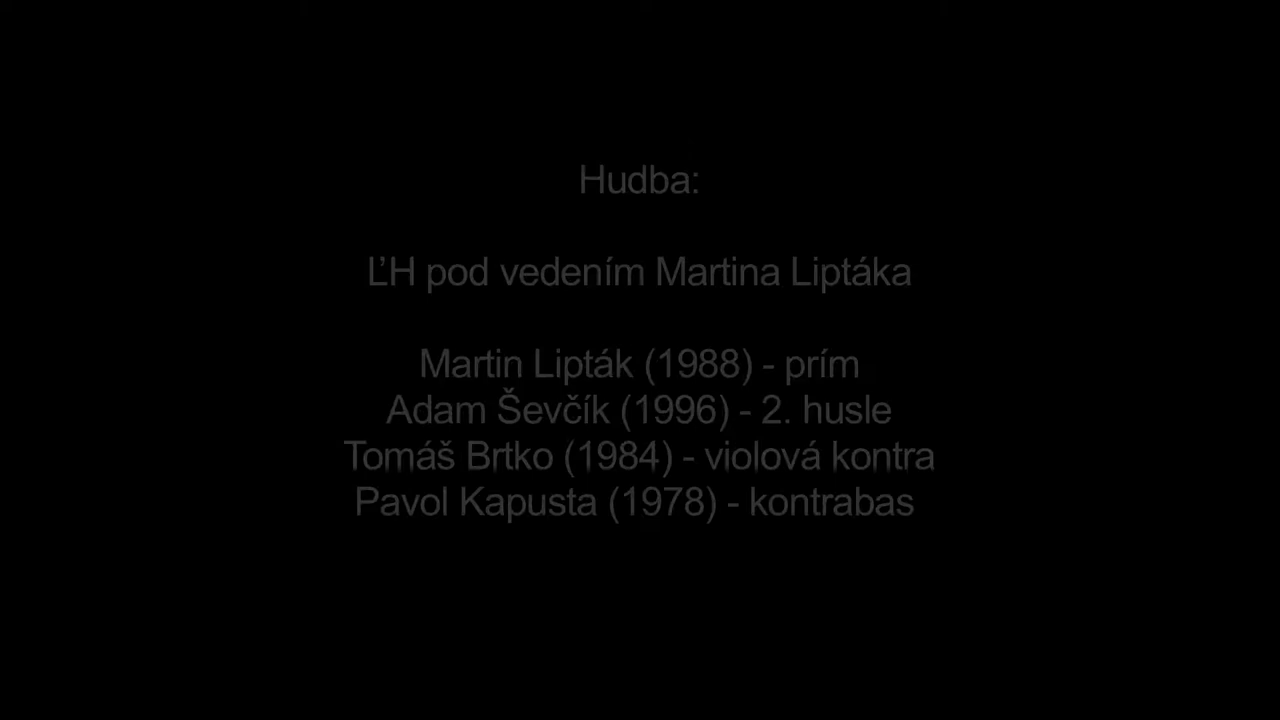 Hudba:
ĽH pod vedením Martina Liptáka
Martin Lipták (1988) - prím
Adam Ševčík (1996) - 2. husle
Tomáš Brtko (1984) - violová kontra
Pavol Kapusta (1978) - kontrabas